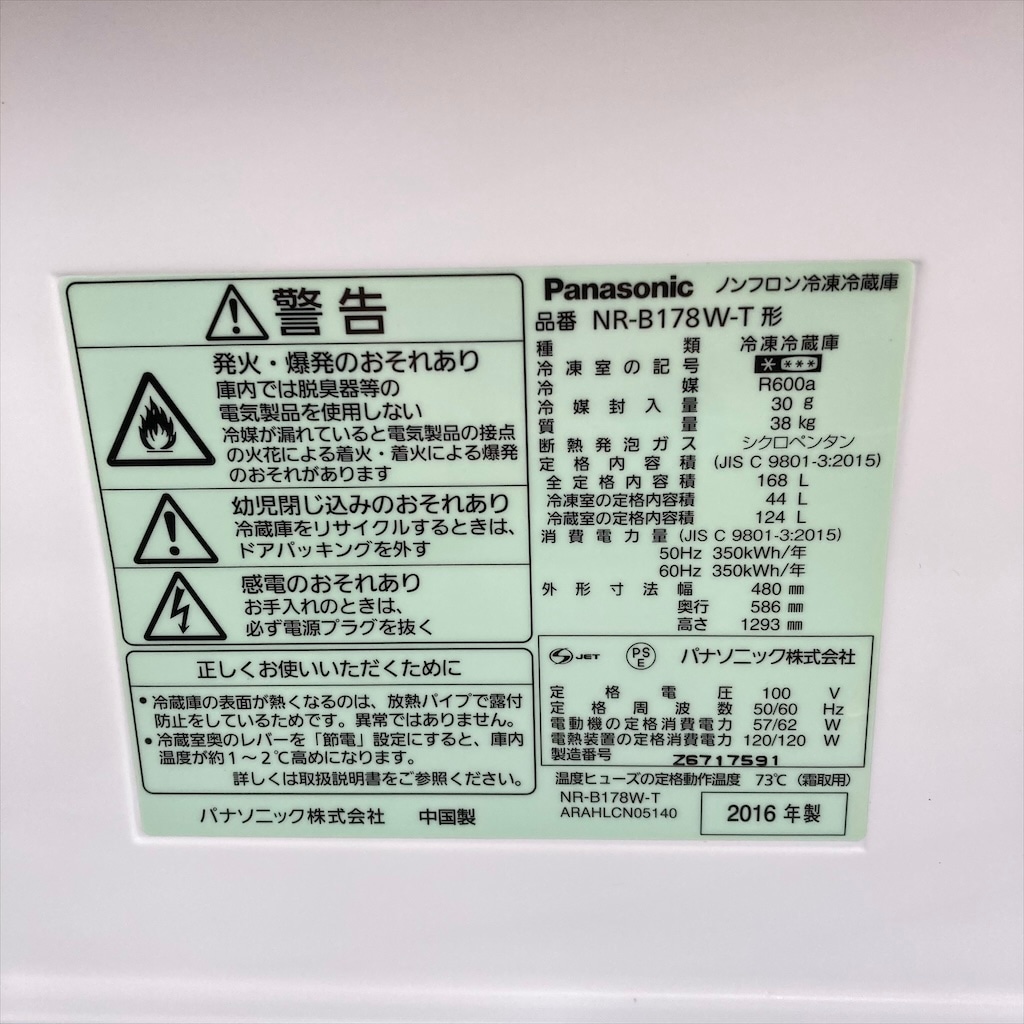 警告
発火・爆発のおそれあり
庫内では脱臭器等の
電気製品を使用しない
冷媒が漏れていると電気製品の接点
の火花による着火・着火による爆発
のおそれがあります
幼児閉じ込みのおそれあり
冷蔵庫をリサイクルするときは、
ドアパッキングを外す
感電のおそれあり
お手入れのときは、
必ず電源プラグを抜く
正しくお使いいただくために
・冷蔵庫の表面が熱くなるのは、放熱パイプで露付
防止をしているためです。異常ではありません。
・冷蔵室奥のレバーを「節電」設定にすると、庫内
温度が約1～2℃高めになります。
詳しくは取扱説明書をご参照ください。
パナソニック株式会社 中国製
Panasonic ノンフロン冷凍冷蔵庫
品番 NR-B178W-T 形
種類 冷凍冷蔵庫
冷凍室の記号 * ***
冷媒 R600a
冷媒封入量 30 g
質量 38 kg
断熱発泡ガス シクロペンタン
定格内容積 (JIS C 9801-3:2015)
全定格内容積 168 L
冷凍室の定格内容積 44 L
冷蔵室の定格内容積 124 L
消費電力量 (JIS C 9801-3:2015)
50Hz 350kWh/年
60Hz 350kWh/年
外形寸法 幅 480 mm
奥行 586 mm
高さ 1293 mm
S JET PS E パナソニック株式会社
定格電圧 100 V
定格周波数 50/60 Hz
電動機の定格消費電力 57/62 W
電熱装置の定格消費電力 120/120 W
製造番号 Z6717591
温度ヒューズの定格動作温度 73℃ (霜取用)
NR-B178W-T
ARAHLCN05140
2016 年製